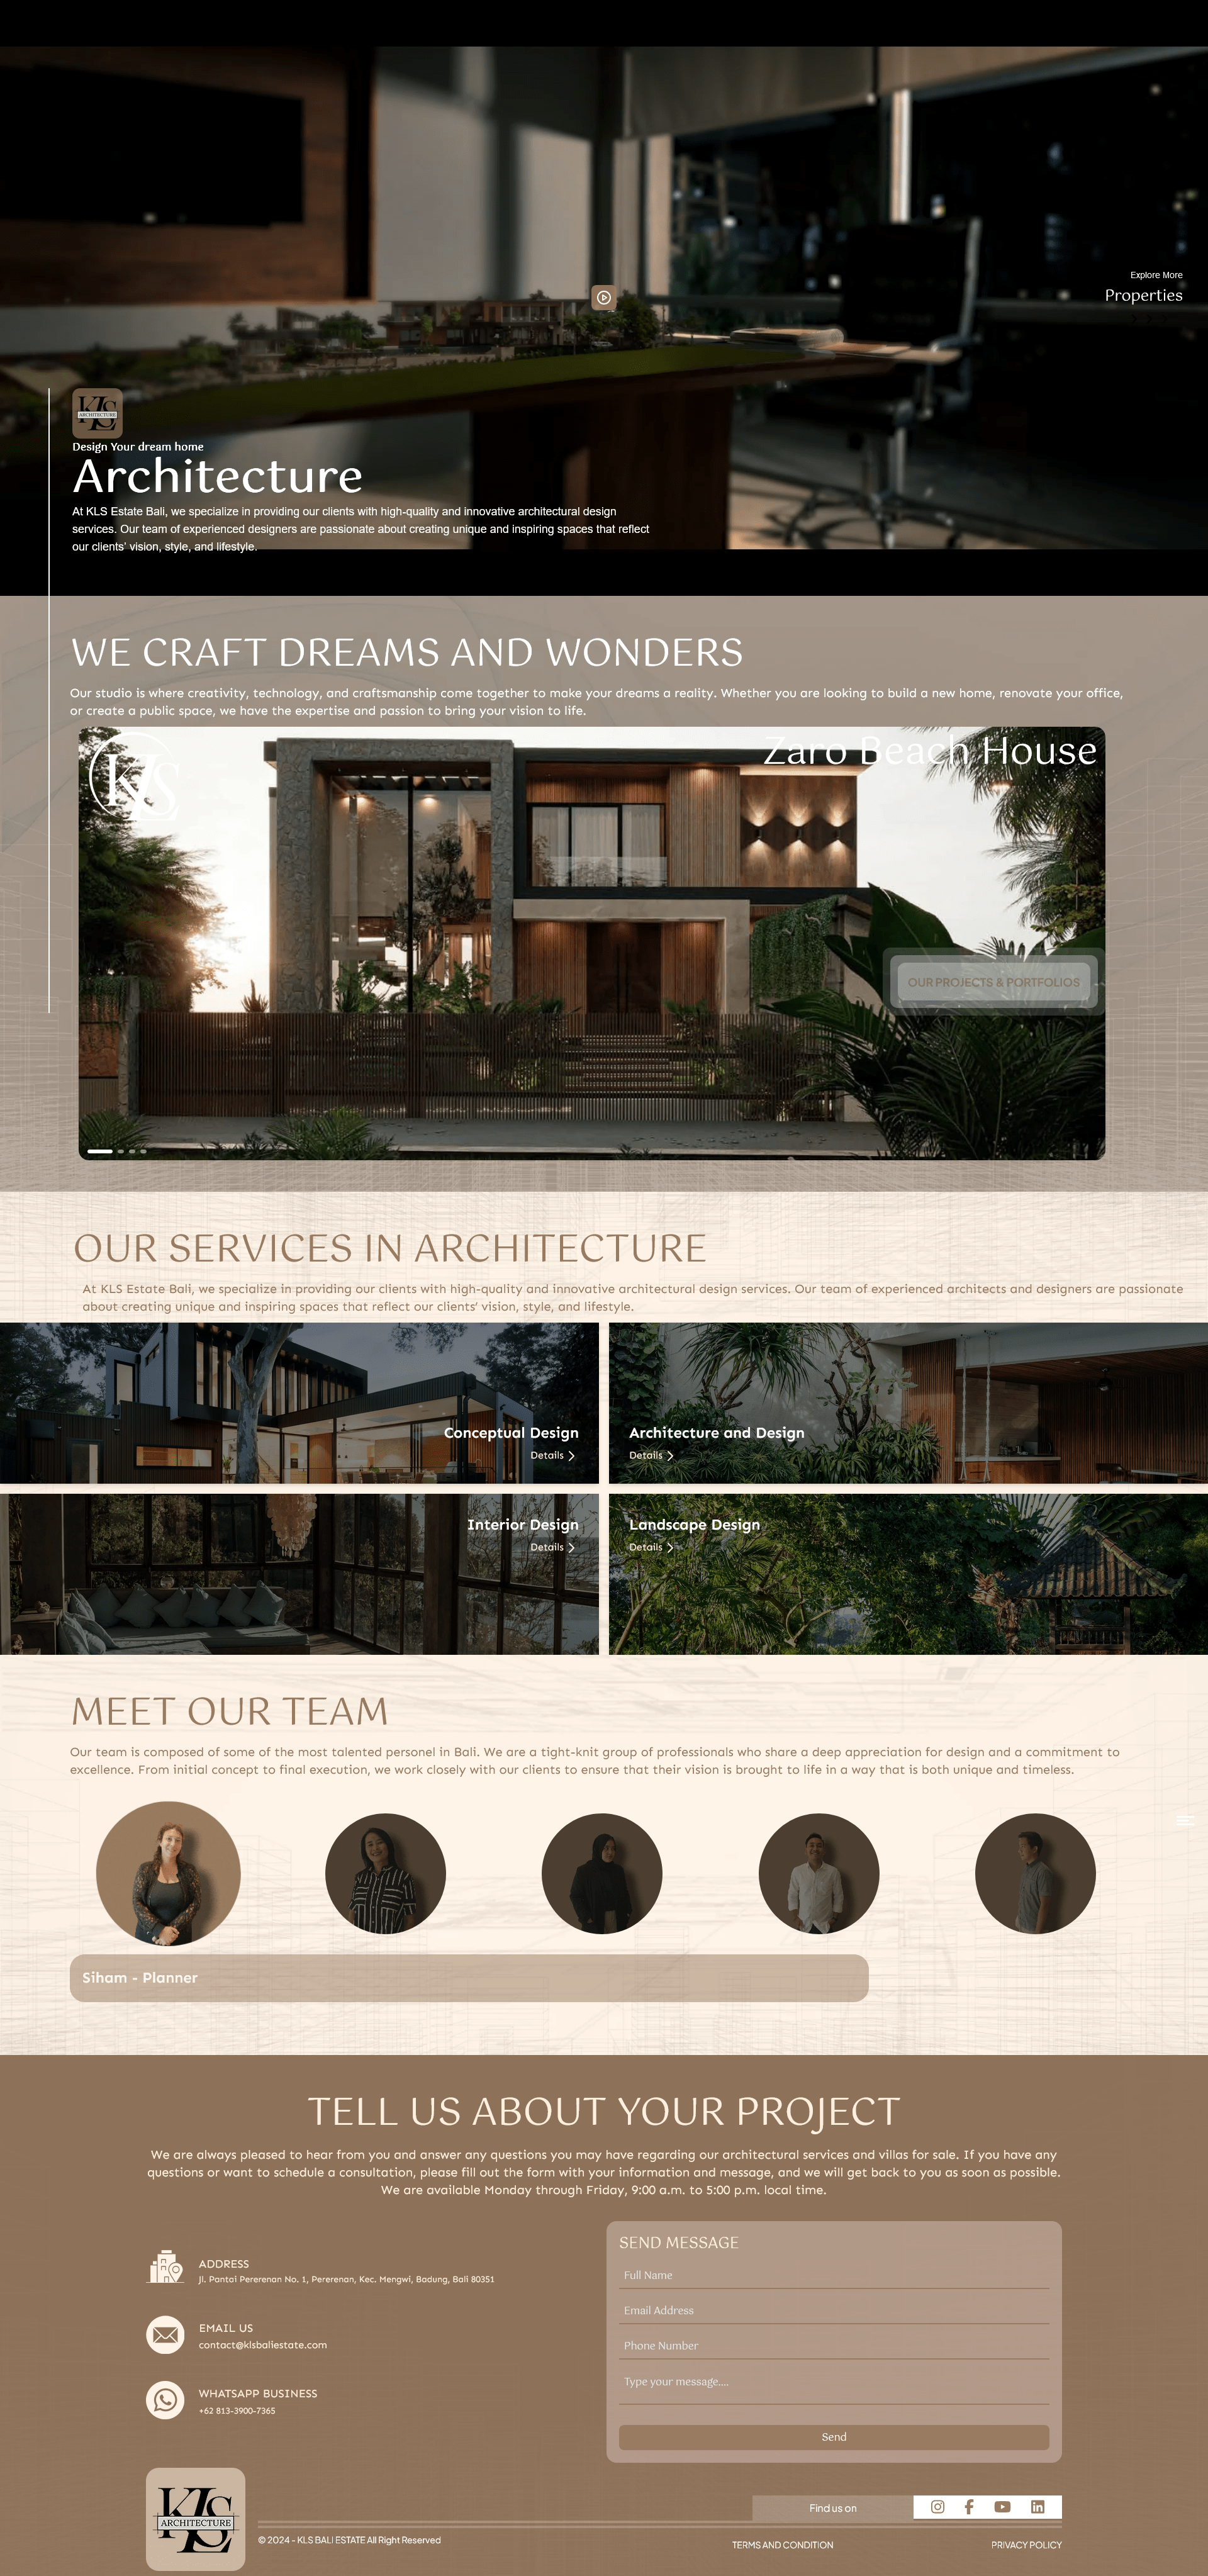 Explore More
Properties
KLS
ARCHITECTURE
Design Your dream home
Architecture
At KLS Estate Bali, we specialize in providing our clients with high-quality and innovative architectural design
services. Our team of experienced designers are passionate about creating unique and inspiring spaces that reflect
our clients' vision, style, and lifestyle.
WE CRAFT DREAMS AND WONDERS
Our studio is where creativity, technology, and craftsmanship come together to make your dreams a reality. Whether you are looking to build a new home, renovate your office,
or create a public space, we have the expertise and passion to bring your vision to life.
KLS
Zaro Beach House
OUR PROJECTS & PORTFOLIOS
OUR SERVICES IN ARCHITECTURE
At KLS Estate Bali, we specialize in providing our clients with high-quality and innovative architectural design services. Our team of experienced architects and designers are passionate
about creating unique and inspiring spaces that reflect our clients' vision, style, and lifestyle.
Conceptual Design
Details
Architecture and Design
Details
Interior Design
Details
Landscape Design
Details
MEET OUR TEAM
Our team is composed of some of the most talented personel in Bali. We are a tight-knit group of professionals who share a deep appreciation for design and a commitment to
excellence. From initial concept to final execution, we work closely with our clients to ensure that their vision is brought to life in a way that is both unique and timeless.
Siham - Planner
TELL US ABOUT YOUR PROJECT
We are always pleased to hear from you and answer any questions you may have regarding our architectural services and villas for sale. If you have any
questions or want to schedule a consultation, please fill out the form with your information and message, and we will get back to you as soon as possible.
We are available Monday through Friday, 9:00 a.m. to 5:00 p.m. local time.
ADDRESS
Jl. Pantai Pererenan No. 1, Pererenan, Kec. Mengwi, Badung, Bali 80351
EMAIL US
contact@klsbaliestate.com
WHATSAPP BUSINESS
+62 813-3900-7365
SEND MESSAGE
Full Name
Email Address
Phone Number
Type your message....
Send
KLS
ARCHITECTURE
Find us on
© 2024 - KLS BALI ESTATE All Right Reserved
TERMS AND CONDITION
PRIVACY POLICY